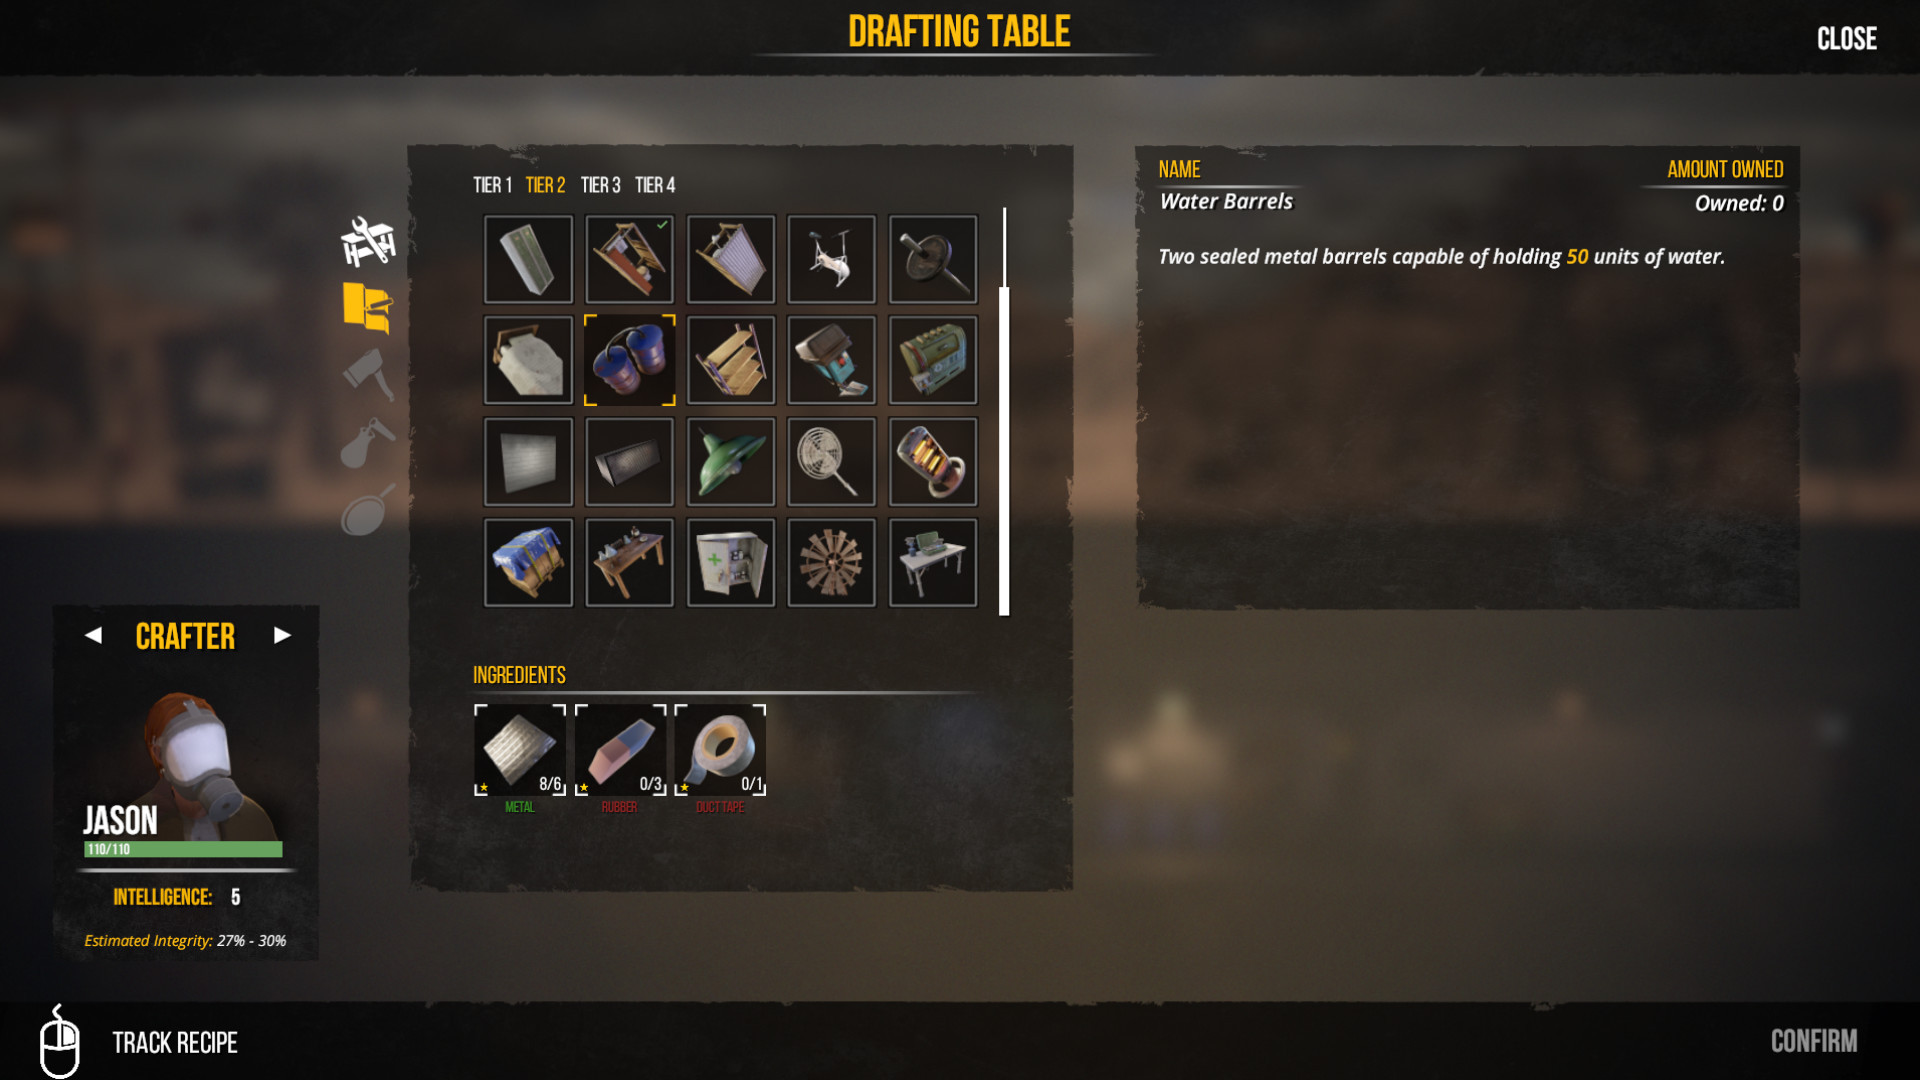 DRAFTING TABLE
CLOSE
TIER 1 TIER 2 TIER 3 TIER 4
NAME
AMOUNT OWNED
Water Barrels
Owned: 0
Two sealed metal barrels capable of holding 50 units of water.
CRAFTER
JASON
110/110
INTELLIGENCE: 5
Estimated Integrity: 27% - 30%
INGREDIENTS
8/6 0/3 0/1
METAL RUBBER DUCT TAPE
TRACK RECIPE
CONFIRM